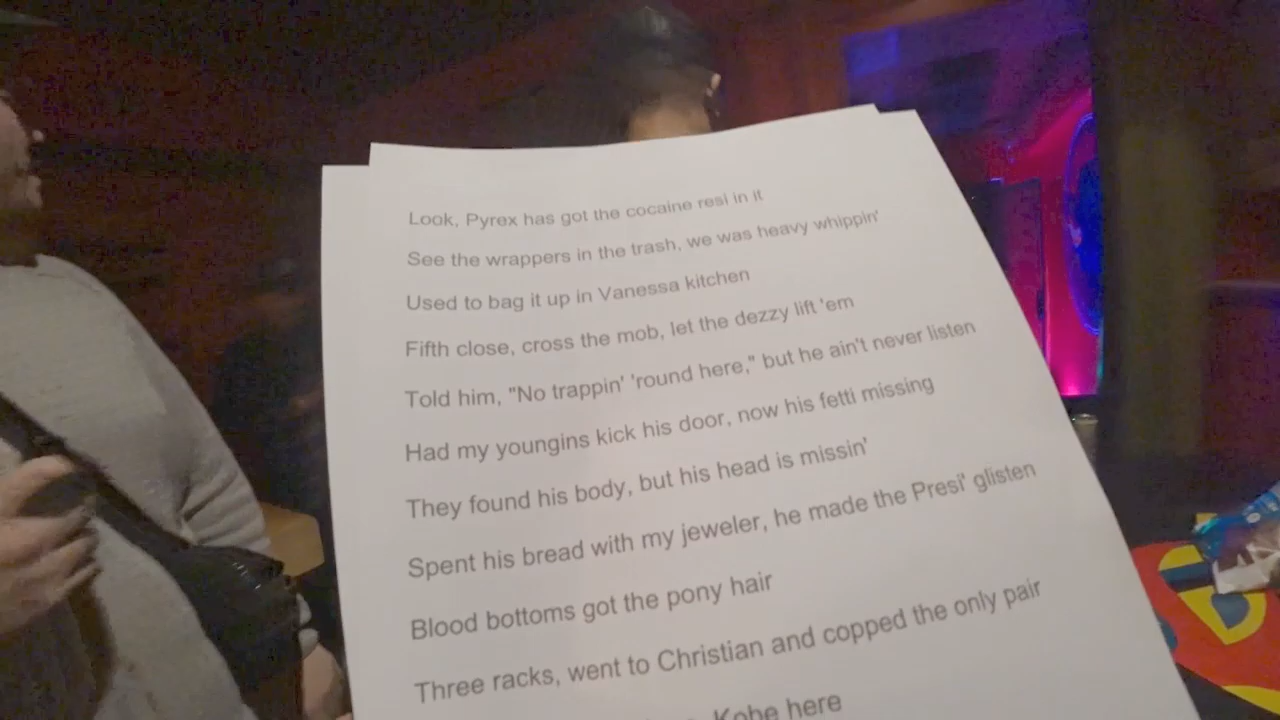 Look, Pyrex has got the cocaine resi in it
See the wrappers in the trash, we was heavy whippin'
Used to bag it up in Vanessa kitchen
Fifth close, cross the mob, let the dezzy lift 'em
Told him, "No trappin' 'round here," but he ain't never listen
Had my youngins kick his door, now his fetti missing
They found his body, but his head is missin'
Spent his bread with my jeweler, he made the Presi' glisten
Blood bottoms got the pony hair
Three racks, went to Christian and copped the only pair
Kobe here